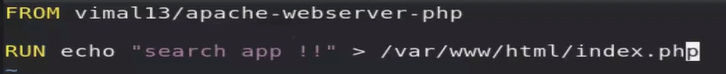 FROM vimal13/apache-webserver-php
RUN echo "search app !!" > /var/www/html/index.php
~